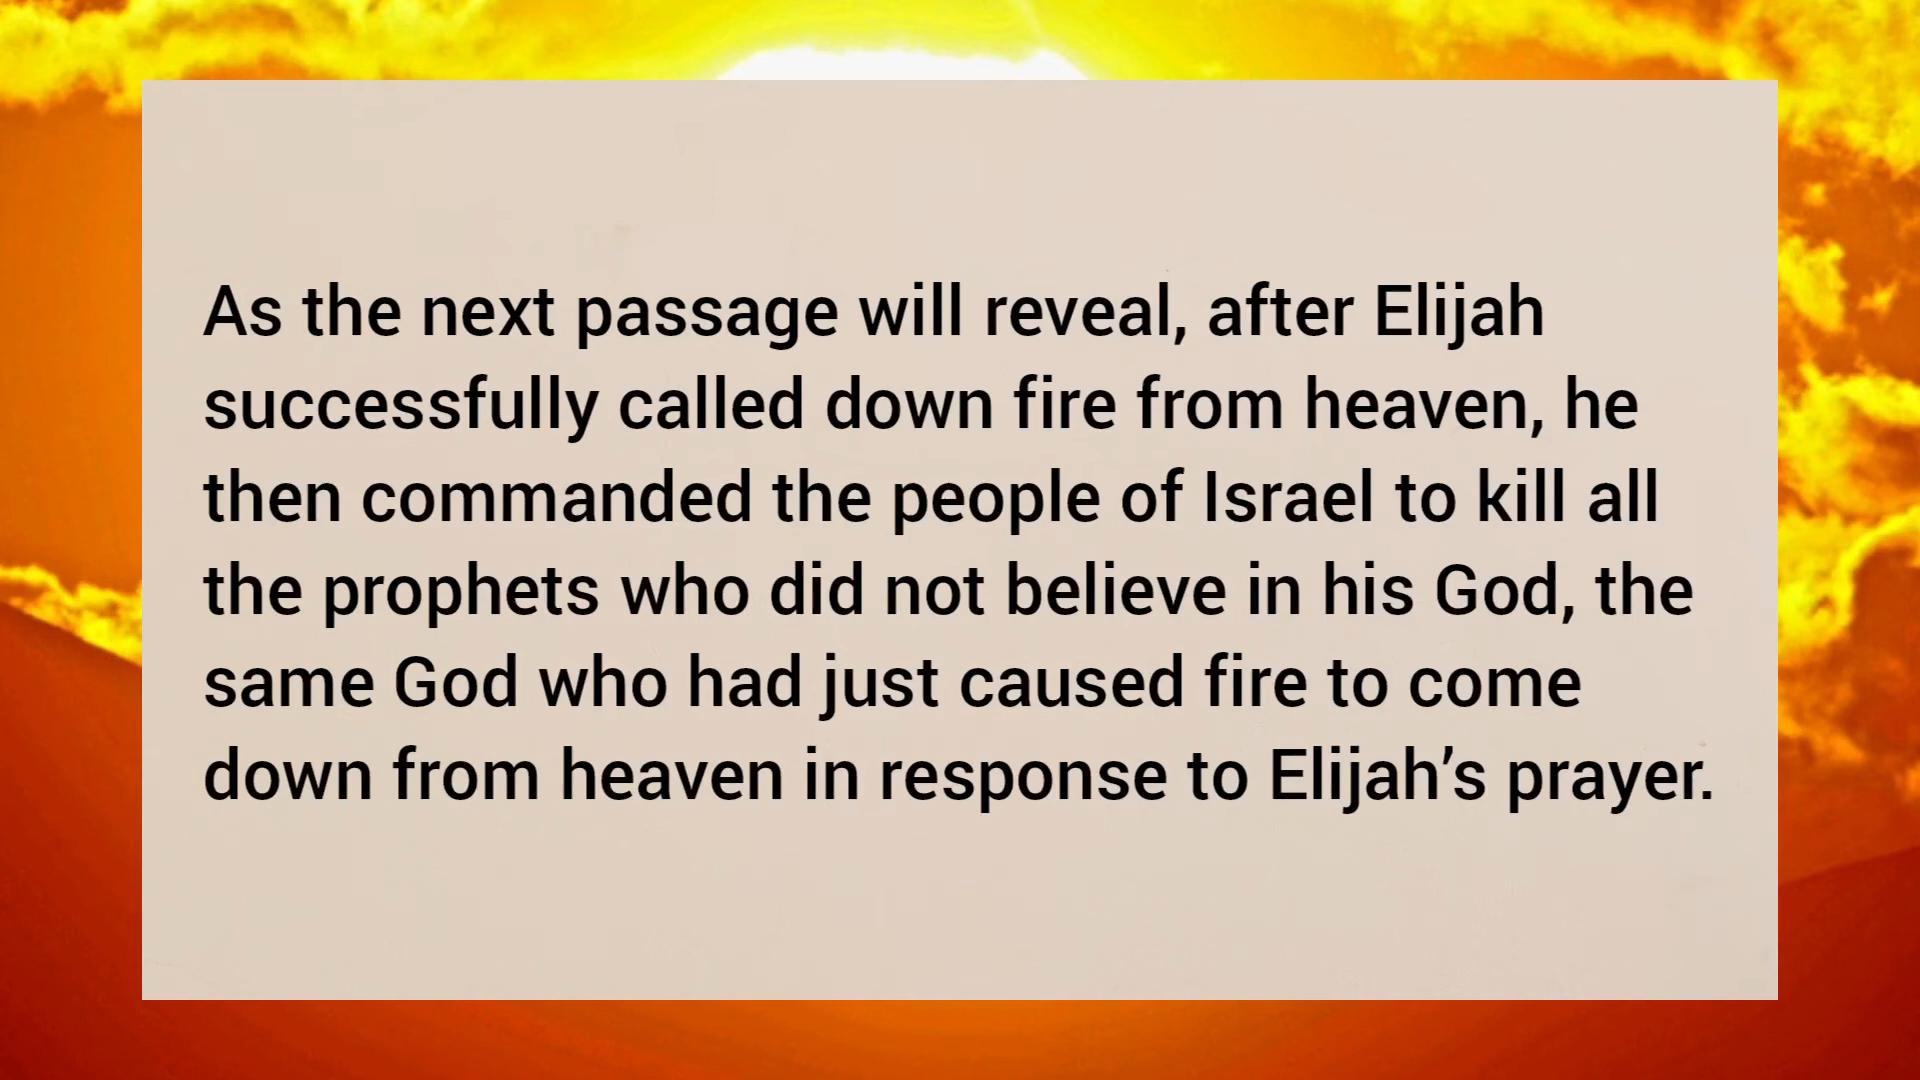 As the next passage will reveal, after Elijah
successfully called down fire from heaven, he
then commanded the people of Israel to kill all
the prophets who did not believe in his God, the
same God who had just caused fire to come
down from heaven in response to Elijah’s prayer.